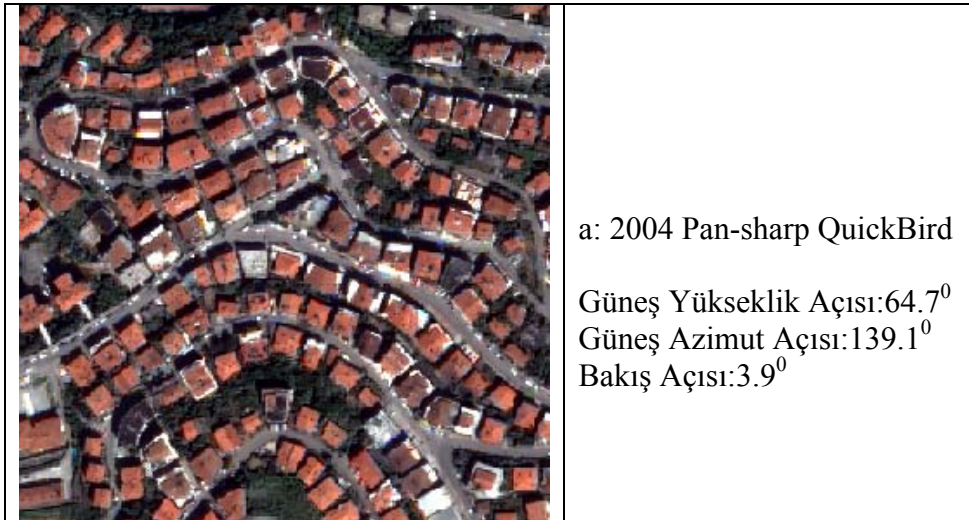 a: 2004 Pan-sharp QuickBird
Güneş Yükseklik Açısı:64.7⁰
Güneş Azimut Açısı:139.1⁰
Bakış Açısı:3.9⁰